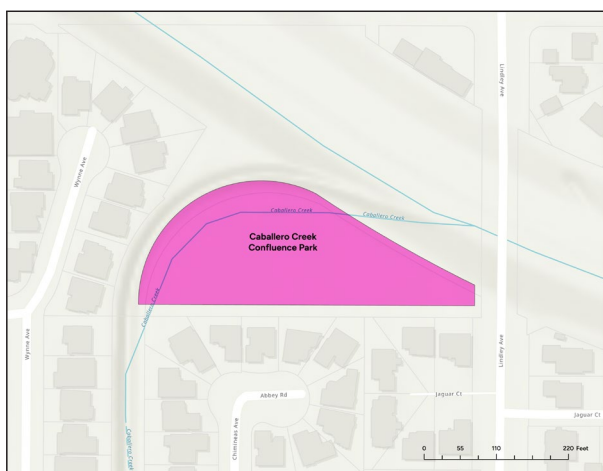 Lindley Ave
Wynne Ave
Caballero Creek
Caballero Creek
Caballero Creek
Confluence Park
Caballero Creek
Wynne Ave
Lindley Ave
Abbey Rd
Jaguar Ct
Jaguar Ct
Chimineas Ave
Caballero Creek
0 55 110 220 Feet